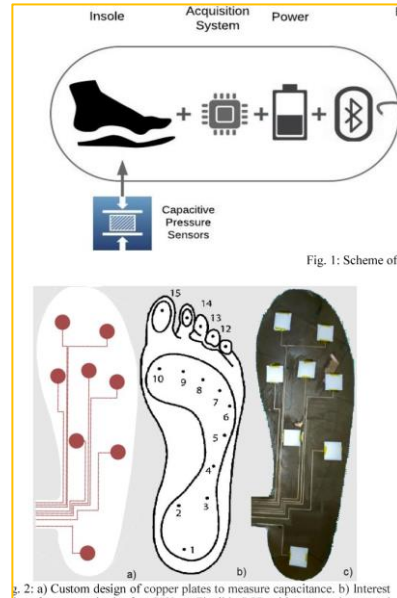 Insole
Acquisition
System
Power
+ + +
Capacitive
Pressure
Sensors
Fig. 1: Scheme of
15
14
13
12
10
9
8
7
6
5
4
3
2
1
a)
b)
c)
g. 2: a) Custom design of copper plates to measure capacitance. b) Interest